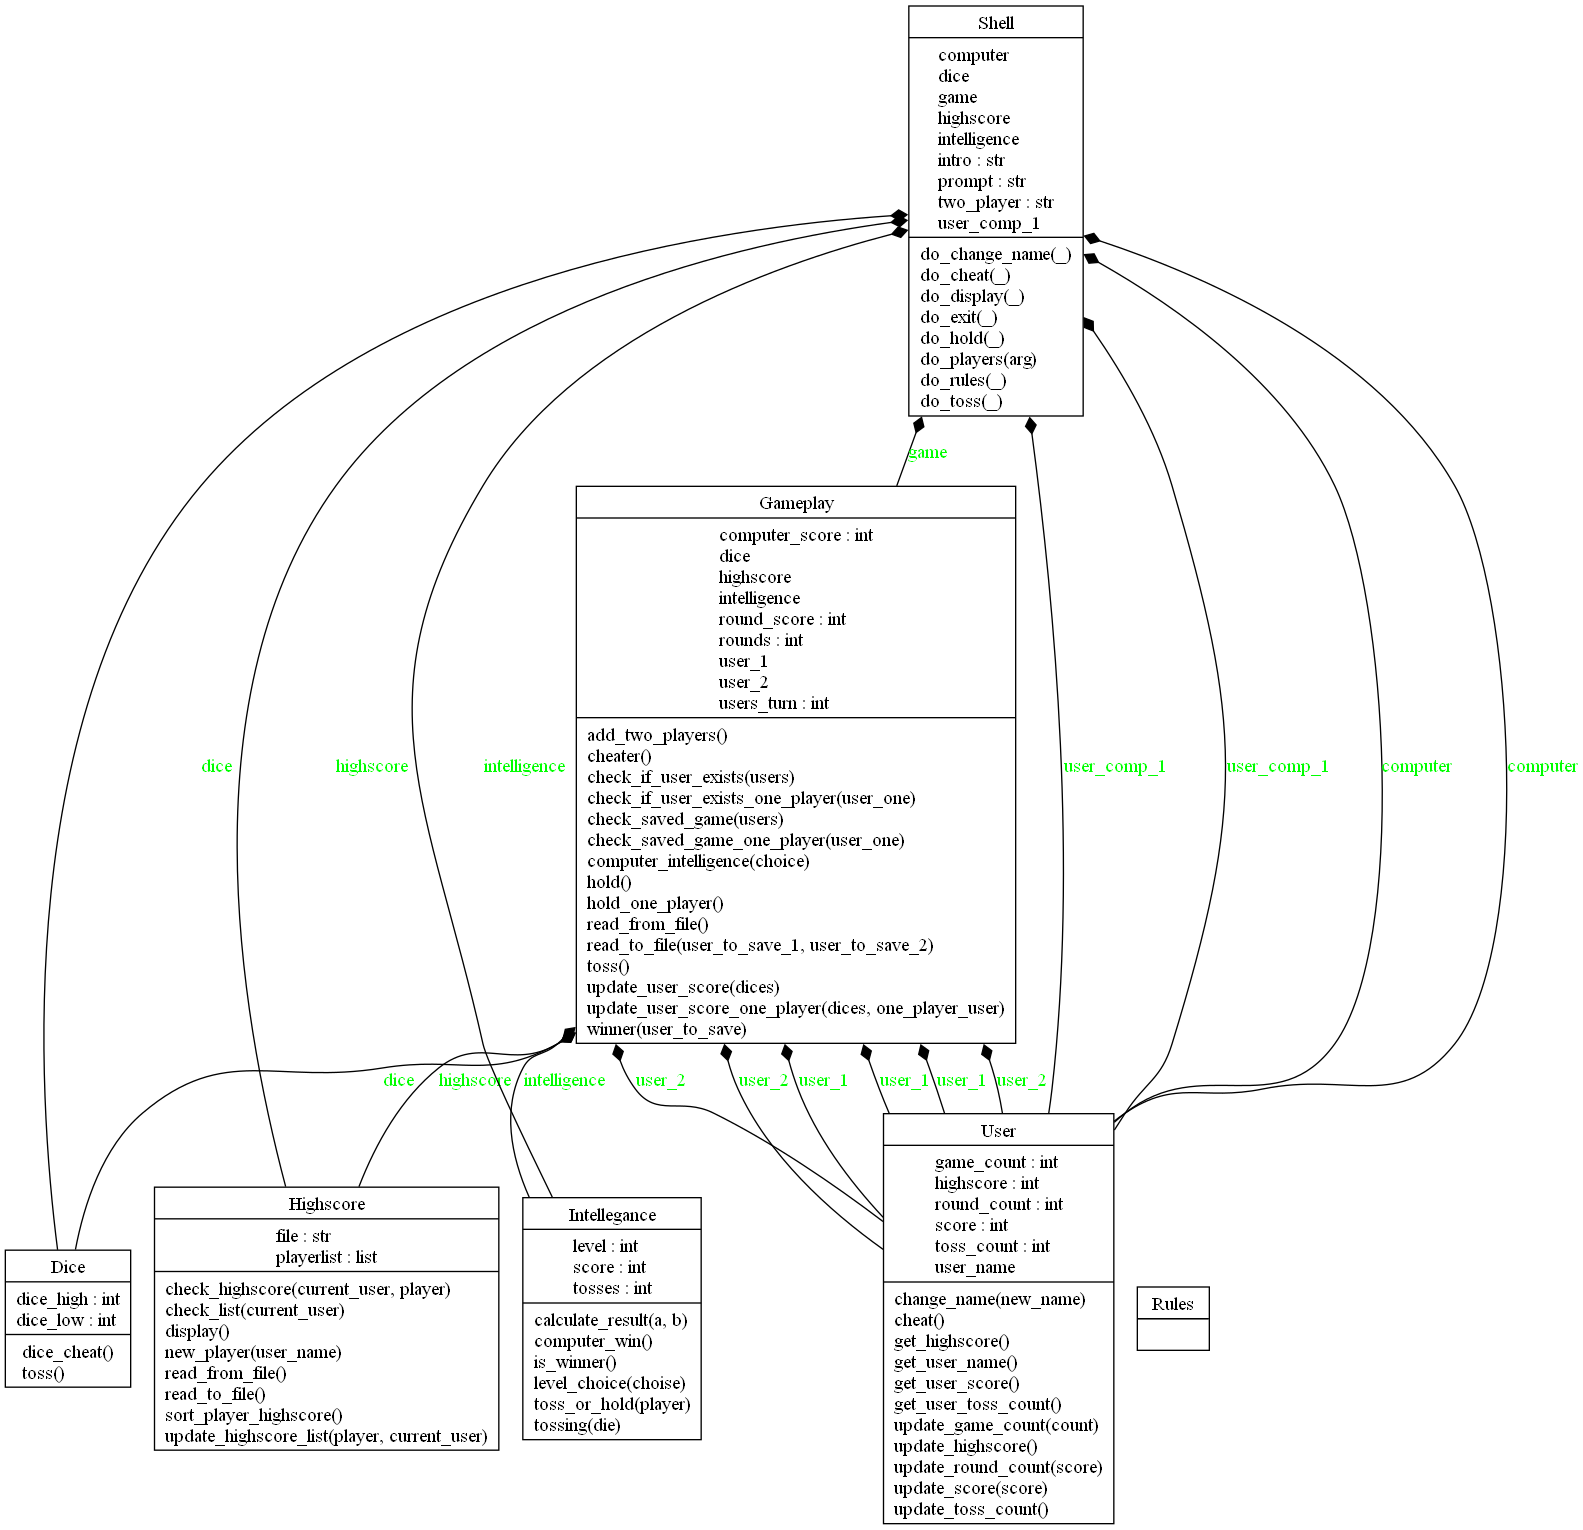 Shell
computer
dice
game
highscore
intelligence
intro : str
prompt : str
two_player : str
user_comp_1
do_change_name(_)
do_cheat(_)
do_display(_)
do_exit(_)
do_hold(_)
do_players(arg)
do_rules(_)
do_toss(_)
game
Gameplay
computer_score : int
dice
highscore
intelligence
round_score : int
rounds : int
user_1
user_2
users_turn : int
add_two_players()
cheater()
check_if_user_exists(users)
check_if_user_exists_one_player(user_one)
check_saved_game(users)
check_saved_game_one_player(user_one)
computer_intelligence(choice)
hold()
hold_one_player()
read_from_file()
read_to_file(user_to_save_1, user_to_save_2)
toss()
update_user_score(dices)
update_user_score_one_player(dices, one_player_user)
winner(user_to_save)
dice
highscore
intelligence
user_comp_1
user_comp_1
computer
computer
dice
highscore
intelligence
user_2
user_2
user_1
user_1
user_1
user_2
User
game_count : int
highscore : int
round_count : int
score : int
toss_count : int
user_name
change_name(new_name)
cheat()
get_highscore()
get_user_name()
get_user_score()
get_user_toss_count()
update_game_count(count)
update_highscore()
update_round_count(score)
update_score(score)
update_toss_count()
Highscore
file : str
playerlist : list
check_highscore(current_user, player)
check_list(current_user)
display()
new_player(user_name)
read_from_file()
read_to_file()
sort_player_highscore()
update_highscore_list(player, current_user)
Intellegance
level : int
score : int
tosses : int
calculate_result(a, b)
computer_win()
is_winner()
level_choice(choise)
toss_or_hold(player)
tossing(die)
Dice
dice_high : int
dice_low : int
dice_cheat()
toss()
Rules